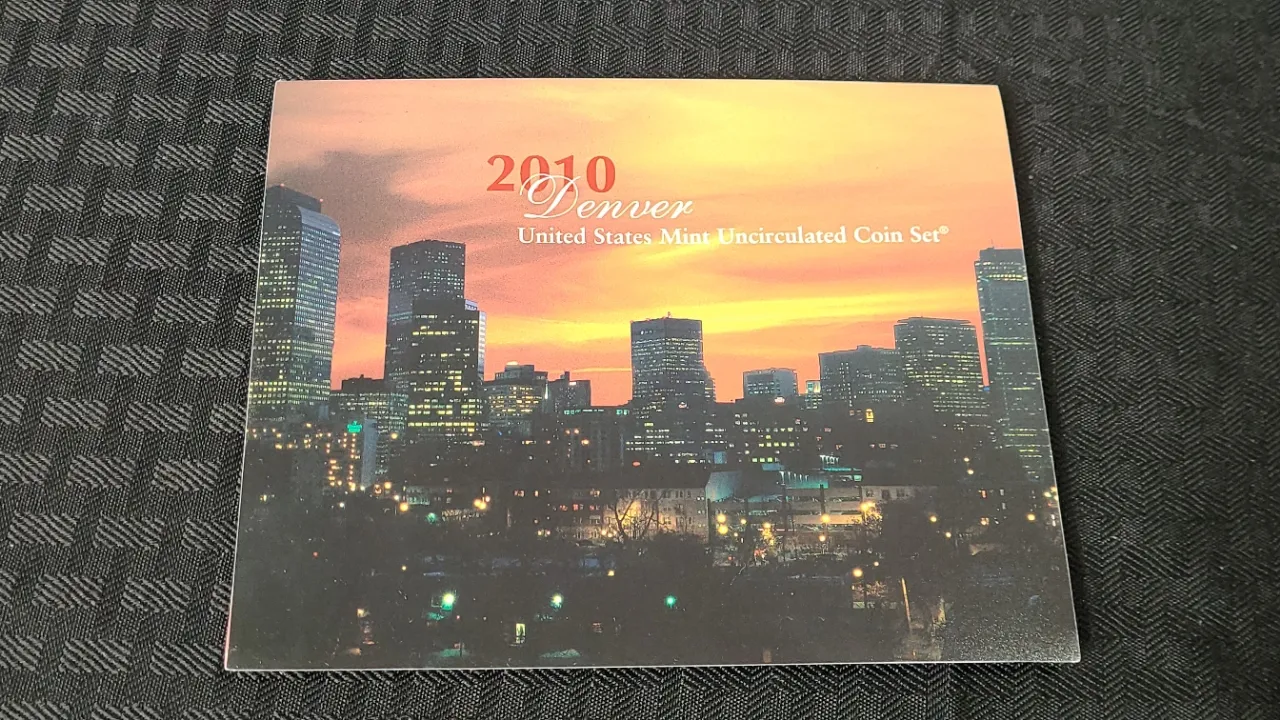 2010
Denver
United States Mint Uncirculated Coin Set®